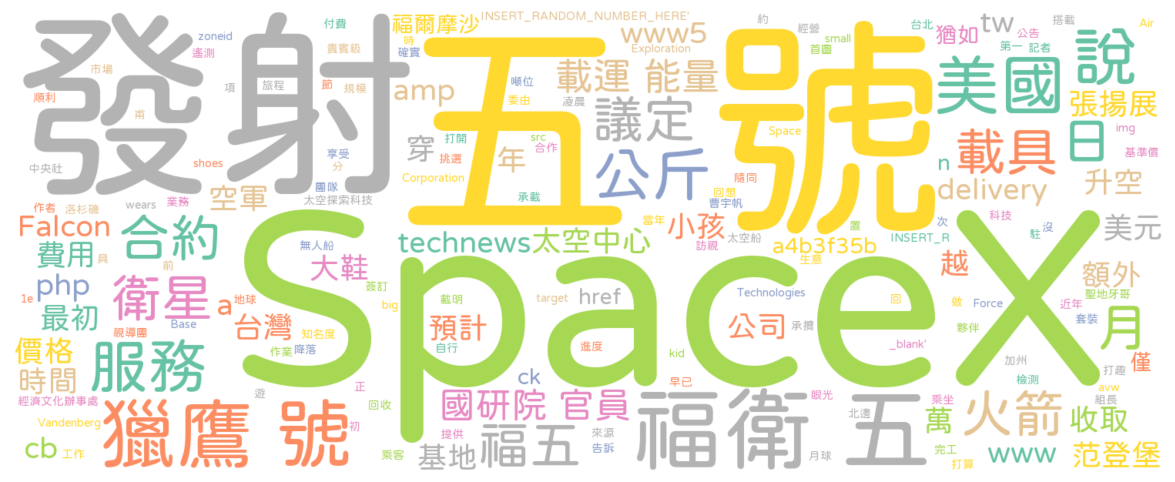 發射
五號
SpaceX
福衛 五
獵鷹 號
服務
衛星
合約
Falcon
費用
php
最初
價格
時間
經濟文化辦事處
Vandenberg
cb
工作
空軍
大鞋
台灣
a
地球
知名度
降落
作業
Base
1e
視導團
前
具
洛杉磯
作者
業務
wears
shoes
中央社
順利
市場
遙測
zoneid
貴賓級
付費
項
旅程
甫
節
規模
時
確實
享受
分
團隊
太空探索科技
無人船
簽訂
big
福爾摩沙
INSERT_RANDOM_NUMBER_HERE'
Exploration
www5
載運 能量
amp
噸位
委由
凌晨
打開
src
合作
挑選
Corporation
承載
穿
年
議定
公斤
technews
太空中心
小孩
訪視
當年
太空船
曹宇帆
回塑
隨同
Space
首圖
經營
約
small
台北
tw
搭載
猶如
第一
記者
公告
Air
說
美國
張揚展
日
載具
img
基準價
n
delivery
升空
次
科技
沒
駐
INSERT_R
置
a4b3f35b
生意
美元
越
額外
聖地牙哥
近年
套裝
Force
做
回
夥伴
月
僅
預計
戴明
自行
target
href
進度
公司
承攬
Technologies
kid
早已
_blank'
加州
打趣
檢測
avw
組長
乘坐
眼光
北邊
萬
火箭
收取
范登堡
www
完工
打算
月球
國研院 官員
ck
提供
福五
基地
來源
告訴
乘客
回收
初
正
遊